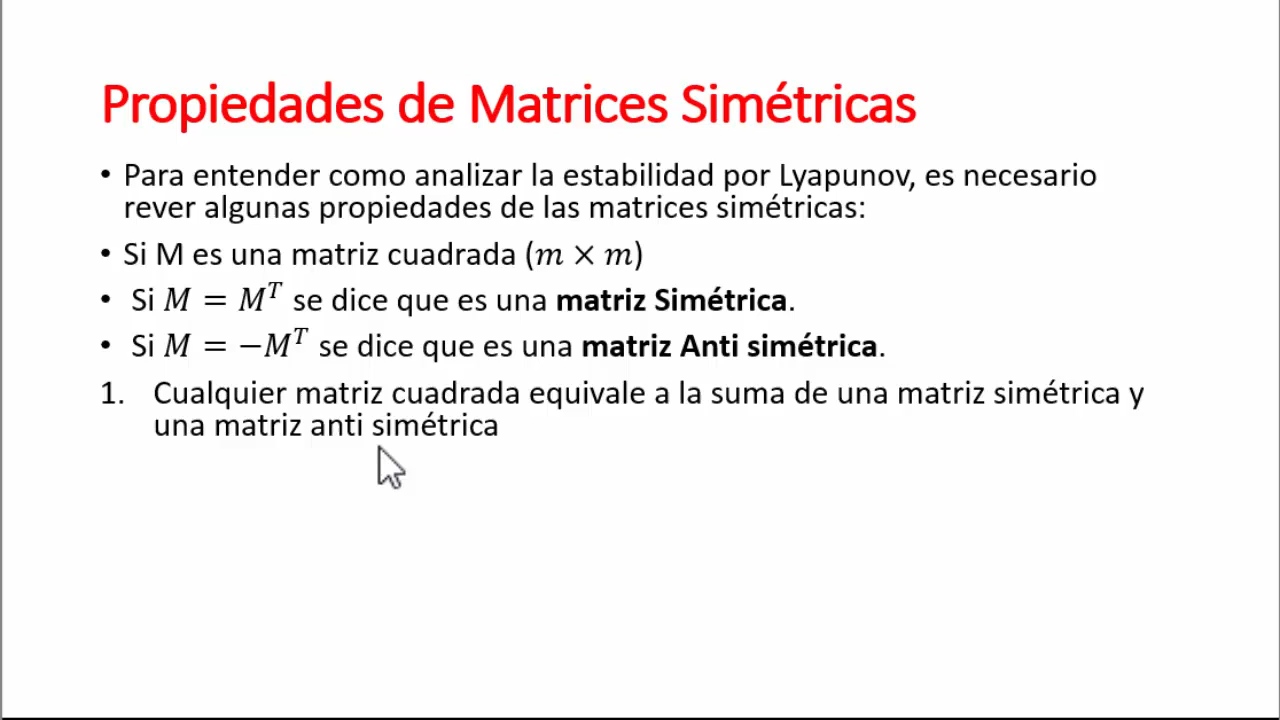 Propiedades de Matrices Simétricas
• Para entender como analizar la estabilidad por Lyapunov, es necesario
rever algunas propiedades de las matrices simétricas:
• Si M es una matriz cuadrada (𝑚 × 𝑚)
• Si 𝑀 = 𝑀ᵀ se dice que es una matriz Simétrica.
• Si 𝑀 = −𝑀ᵀ se dice que es una matriz Anti simétrica.
1. Cualquier matriz cuadrada equivale a la suma de una matriz simétrica y
una matriz anti simétrica